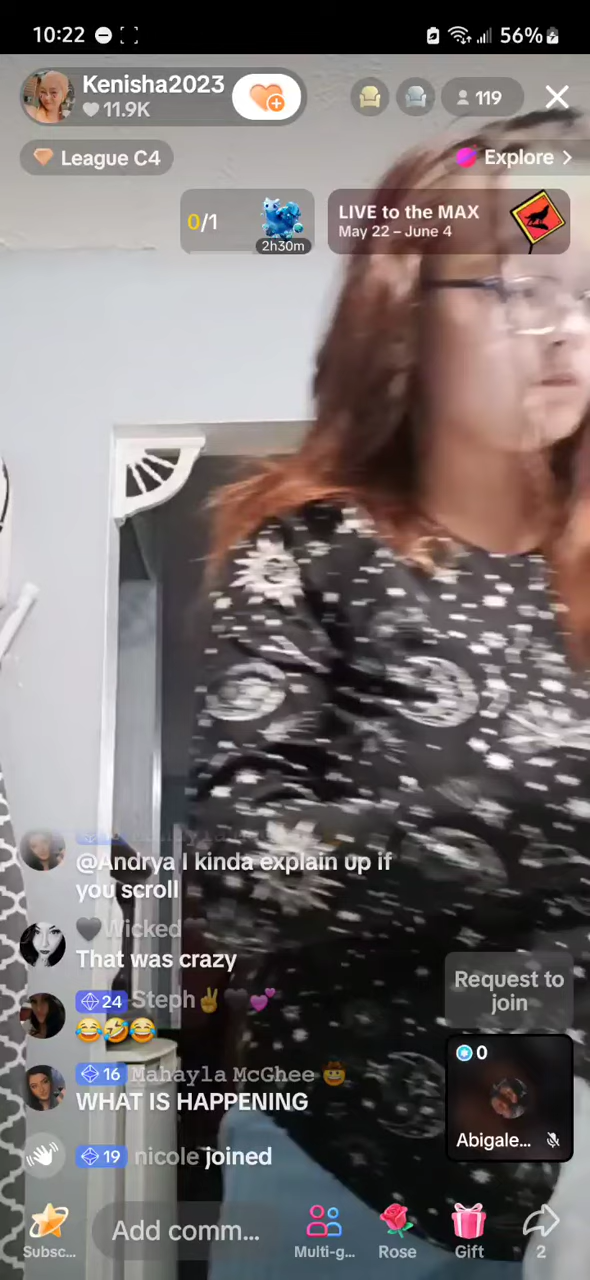 10:22
56%
Kenisha2023
11.9K
119
League C4
Explore >
0/1
2h30m
LIVE to the MAX
May 22 – June 4
@Andrya I kinda explain up if
you scroll
🖤Wicked🖤
That was crazy
24 Steph✌️🖤💕
😂🤣😂
16 𝙼𝚊𝚑𝚊𝚢𝚕𝚊 𝙼𝚌𝙶𝚑𝚎𝚎 🤠
WHAT IS HAPPENING
19 nicole joined
Request to
join
0
Abigale...
Add comm...
Subsc...
Multi-g...
Rose
Gift
2